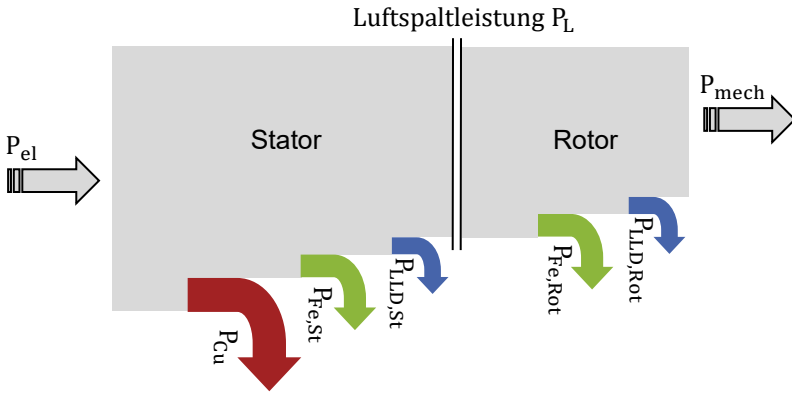 Luftspaltleistung P_L
P_mech
Stator
Rotor
P_el
P_Cu
P_Fe,St
P_LLD,St
P_Fe,Rot
P_LLD,Rot